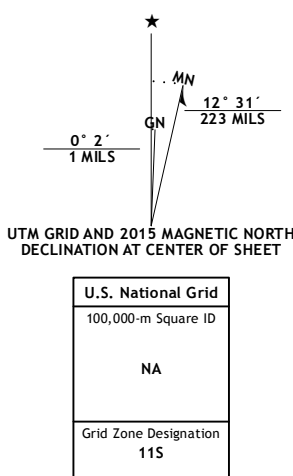 MN
GN
12° 31´
223 MILS
0° 2´
1 MILS
UTM GRID AND 2015 MAGNETIC NORTH
DECLINATION AT CENTER OF SHEET
U.S. National Grid
100,000-m Square ID
NA
Grid Zone Designation
11S